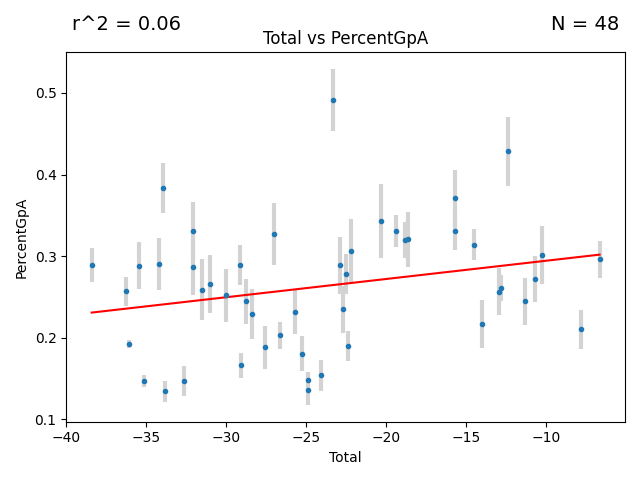 r^2 = 0.06
N = 48
Total vs PercentGpA
PercentGpA
0.5
0.4
0.3
0.2
0.1
−40
−35
−30
−25
−20
−15
−10
Total